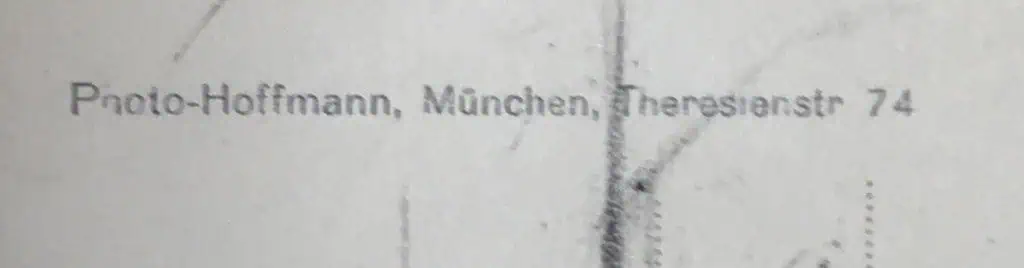 Photo-Hoffmann, München, Theresienstr 74